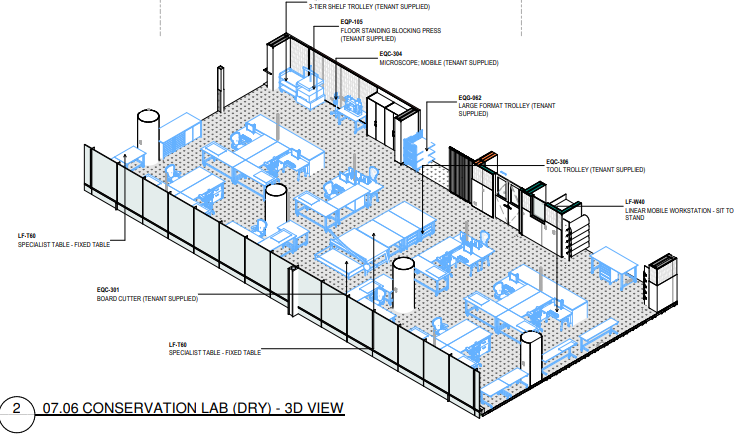 3-TIER SHELF TROLLEY (TENANT SUPPLIED)
EQP-105
FLOOR STANDING BLOCKING PRESS
(TENANT SUPPLIED)
EQC-304
MICROSCOPE; MOBILE (TENANT SUPPLIED)
EQG-062
LARGE FORMAT TROLLEY (TENANT
SUPPLIED)
EQC-306
TOOL TROLLEY (TENANT SUPPLIED)
LF-W40
LINEAR MOBILE WORKSTATION - SIT TO
STAND
LF-T60
SPECIALIST TABLE - FIXED TABLE
EQC-301
BOARD CUTTER (TENANT SUPPLIED)
LF-T60
SPECIALIST TABLE - FIXED TABLE
2 07.06 CONSERVATION LAB (DRY) - 3D VIEW